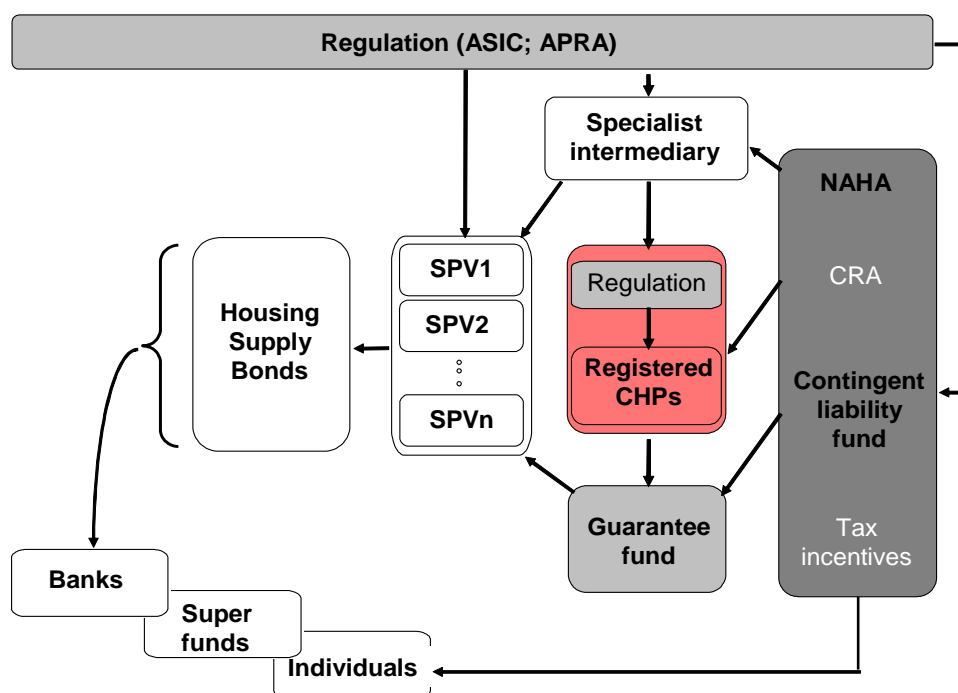 Regulation (ASIC; APRA)
Specialist
intermediary
NAHA
CRA
Contingent
liability
fund
Tax
incentives
SPV1
SPV2
SPVn
Regulation
Registered
CHPs
Housing
Supply
Bonds
Guarantee
fund
Banks
Super
funds
Individuals